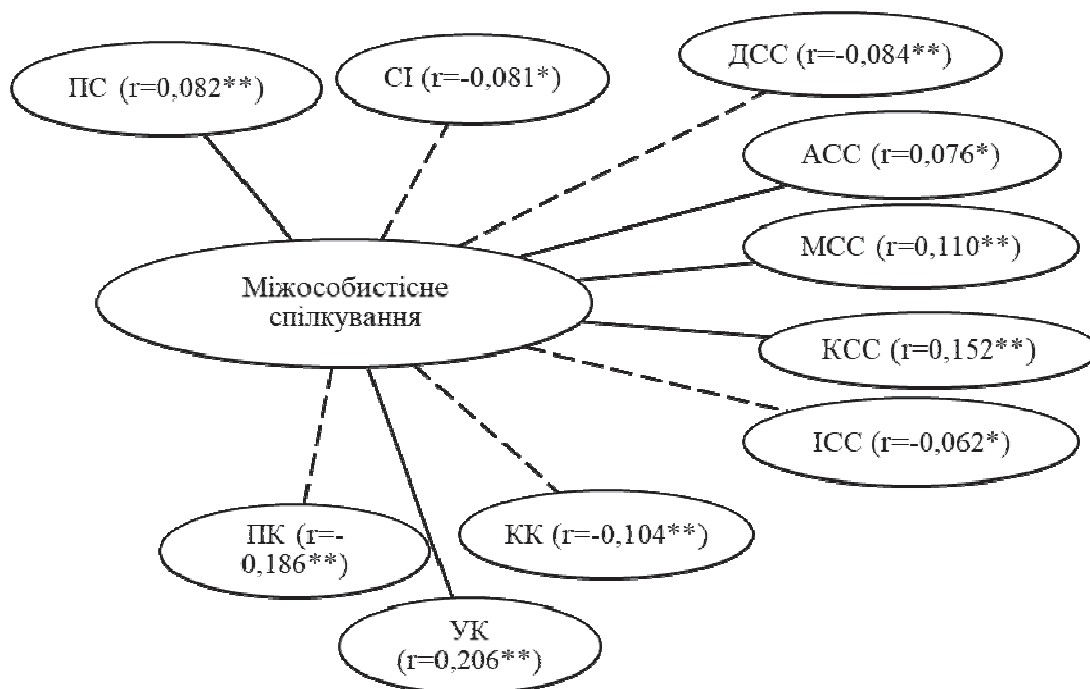 ПС (r=0,082**)
СІ (r=-0,081*)
ДСС (r=-0,084**)
АСС (r=0,076*)
МСС (r=0,110**)
Міжособистісне
спілкування
КСС (r=0,152**)
ІСС (r=-0,062*)
ПК (r=-
0,186**)
КК (r=-0,104**)
УК
(r=0,206**)